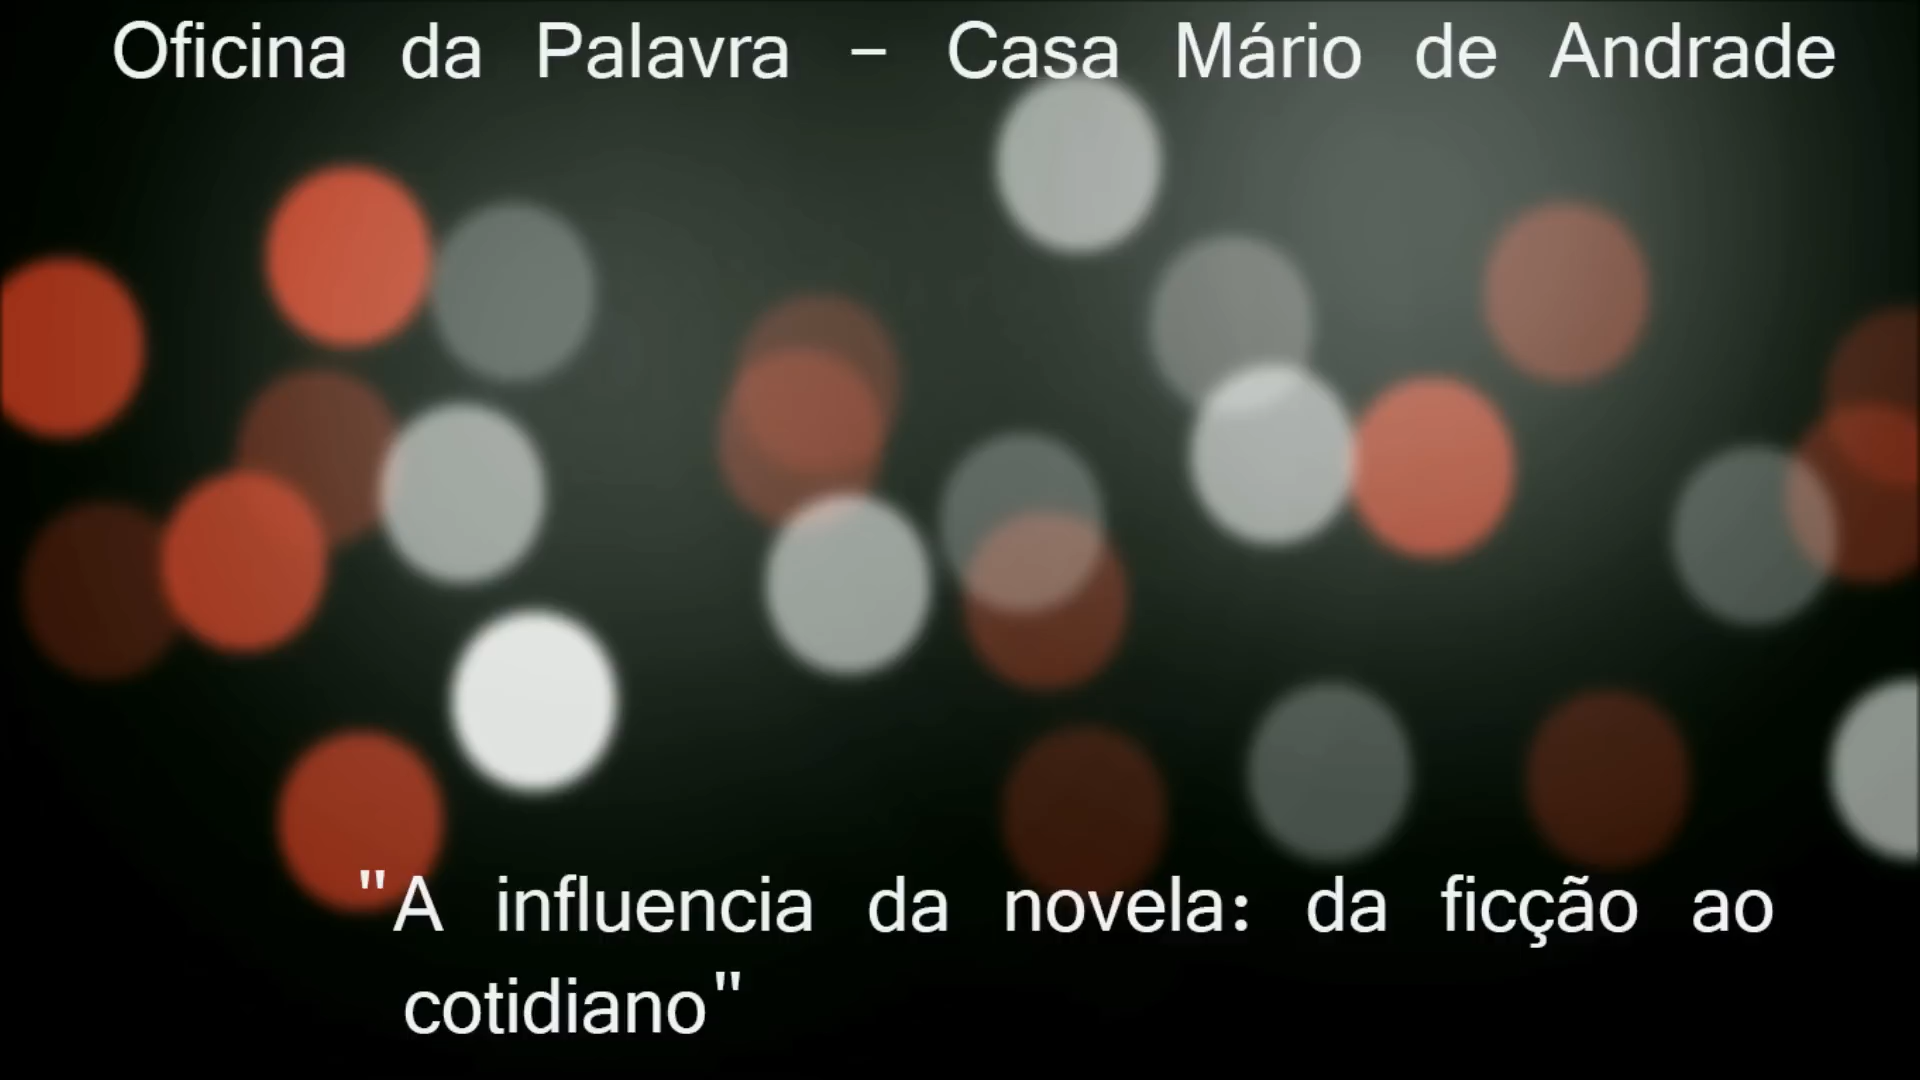 Oficina da Palavra – Casa Mário de Andrade
"A influencia da novela: da ficção ao
cotidiano"